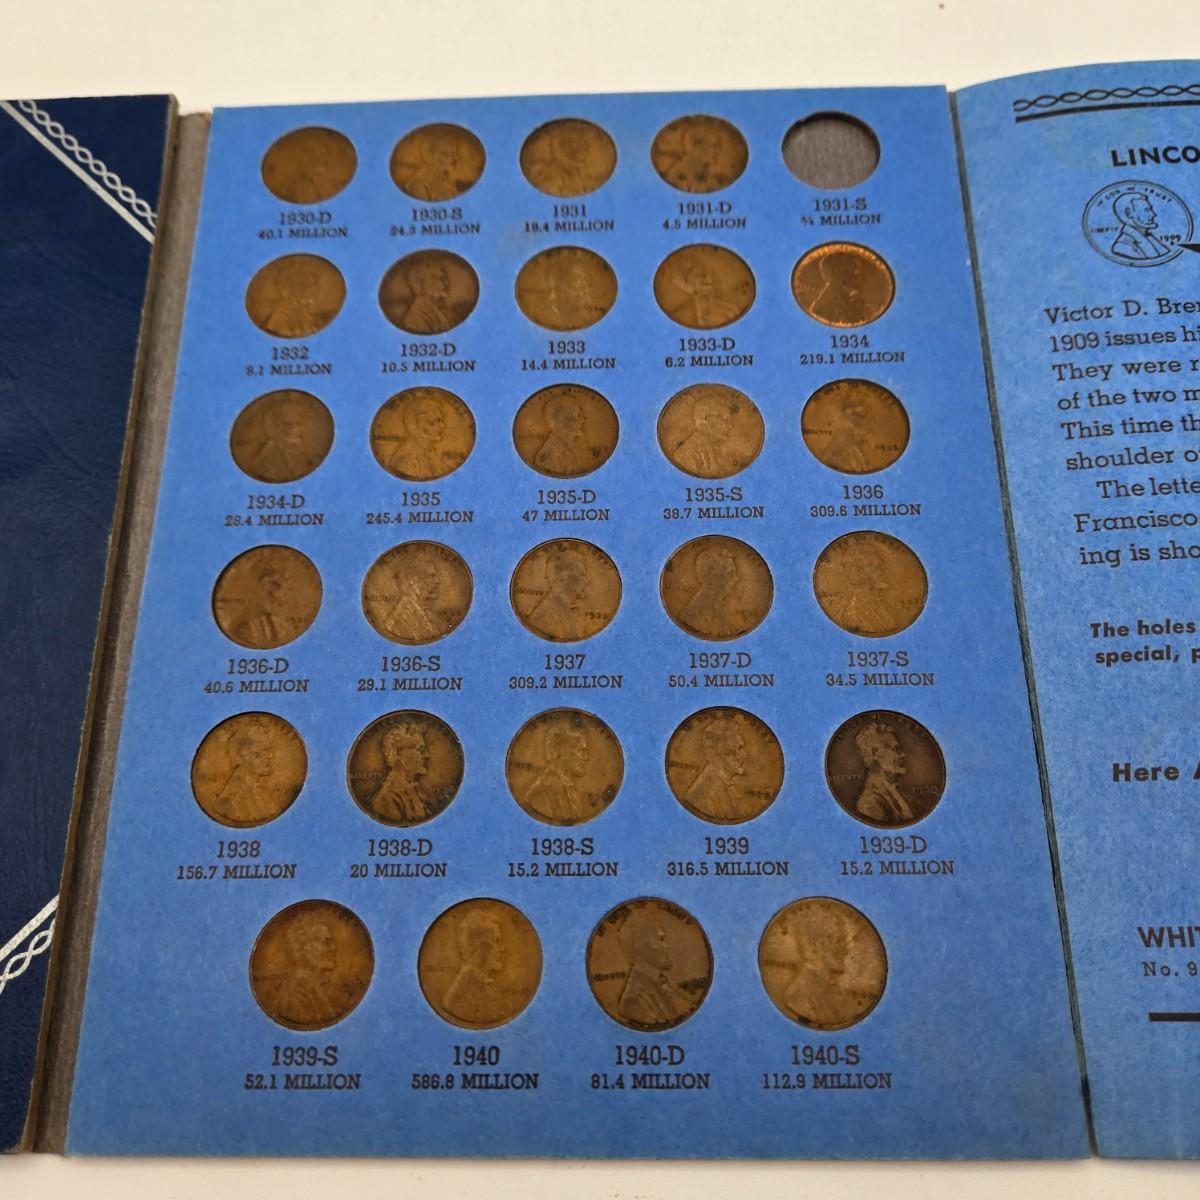 1930-D
40.1 MILLION
1930-S
24.3 MILLION
1931
19.4 MILLION
1931-D
4.5 MILLION
1931-S
¾ MILLION
1932
9.1 MILLION
1932-D
10.5 MILLION
1933
14.4 MILLION
1933-D
6.2 MILLION
1934
219.1 MILLION
1934-D
28.4 MILLION
1935
245.4 MILLION
1935-D
47 MILLION
1935-S
38.7 MILLION
1936
309.6 MILLION
1936-D
40.6 MILLION
1936-S
29.1 MILLION
1937
309.2 MILLION
1937-D
50.4 MILLION
1937-S
34.5 MILLION
1938
156.7 MILLION
1938-D
20 MILLION
1938-S
15.2 MILLION
1939
316.5 MILLION
1939-D
15.2 MILLION
1939-S
52.1 MILLION
1940
586.8 MILLION
1940-D
81.4 MILLION
1940-S
112.9 MILLION
LINCO
1909
Victor D. Bre
1909 issues hi
They were r
of the two m
This time th
shoulder o
The lette
Francisco
ing is sho
The holes
special, p
Here
WHIT
No. 9